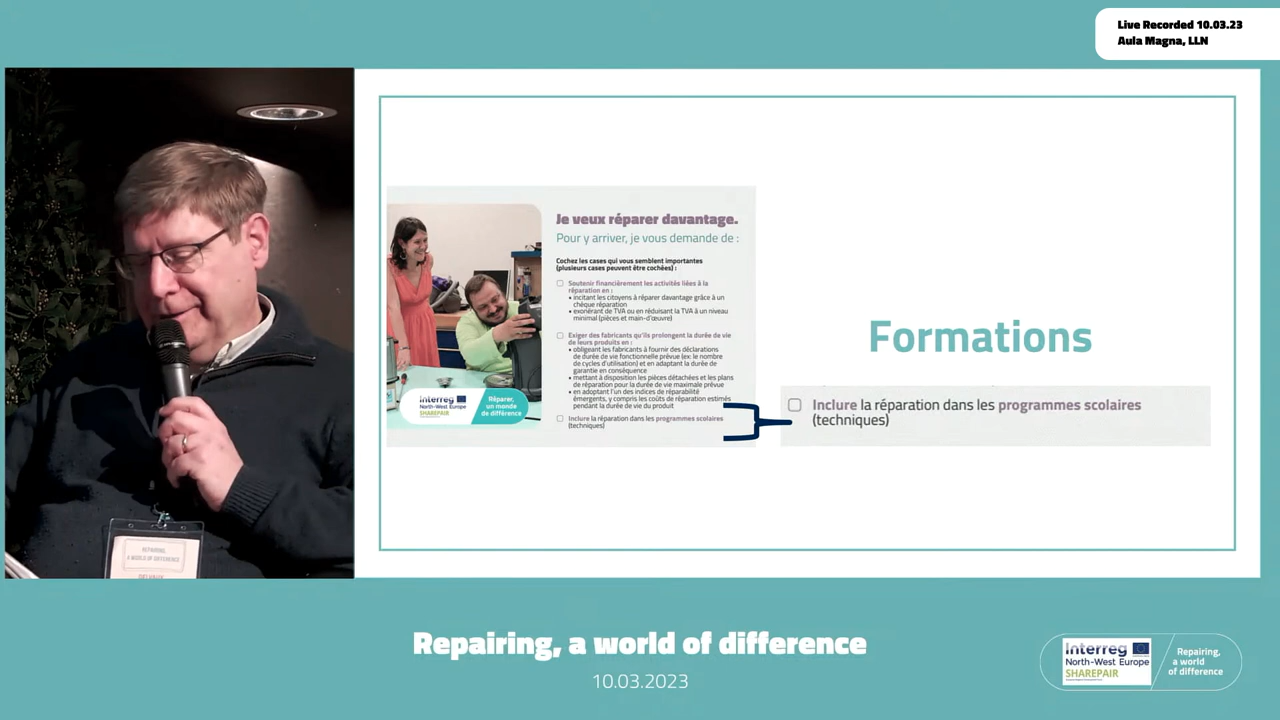 Live Recorded 10.03.23
Aula Magna, LLN
Je veux réparer davantage.
Pour y arriver, je vous demande de :
Cochez les cases qui vous semblent importantes
(plusieurs cases peuvent être cochées) :
Soutenir financièrement les activités liées à la
réparation en :
• incitant les citoyens à réparer davantage grâce à un
chèque réparation
• exonérant de TVA ou en réduisant la TVA à un niveau
minimal (pièces et main-d'œuvre)
Exiger des fabricants qu'ils prolongent la durée de vie
de leurs produits en :
• obligeant les fabricants à fournir des déclarations
de durée de vie fonctionnelle prévue (ex: le nombre
de cycles d'utilisation) et en adaptant la durée de
garantie en conséquence
• mettant à disposition les pièces détachées et les plans
de réparation pour la durée de vie maximale prévue
• en adoptant l'un des indices de réparabilité
émergents, y compris les coûts de réparation estimés
pendant la durée de vie du produit
Inclure la réparation dans les programmes scolaires
(techniques)
Interreg
North-West Europe
SHAREPAIR
Réparer,
un monde
de différence
Formations
Inclure la réparation dans les programmes scolaires
(techniques)
REPAIRING,
A WORLD OF DIFFERENCE
Repairing, a world of difference
10.03.2023
Interreg
North-West Europe
SHAREPAIR
Repairing,
a world
of difference